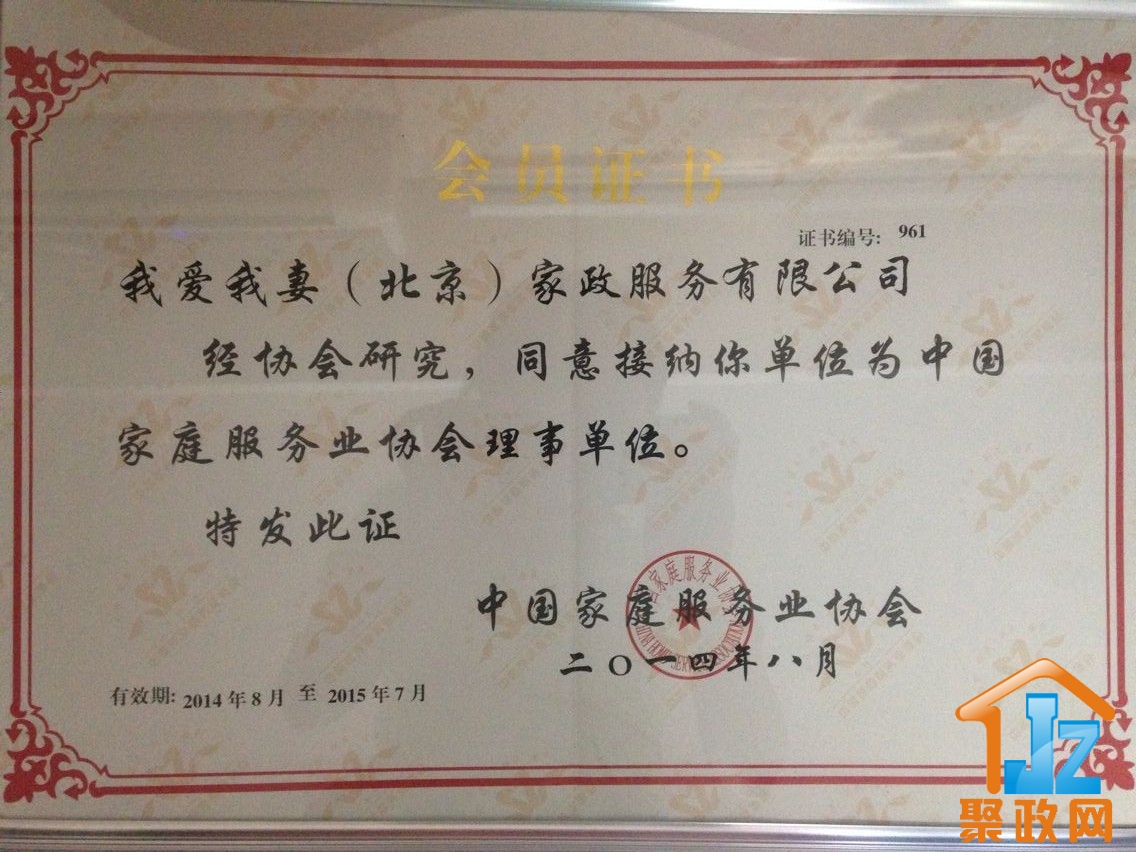 会员证书
证书编号: 961
我爱我妻（北京）家政服务有限公司
经协会研究，同意接纳你单位为中国
家庭服务业协会理事单位。
特发此证
中国家庭服务业协会
二〇一四年八月
有效期: 2014年8月 至 2015年7月
JZ
聚政网